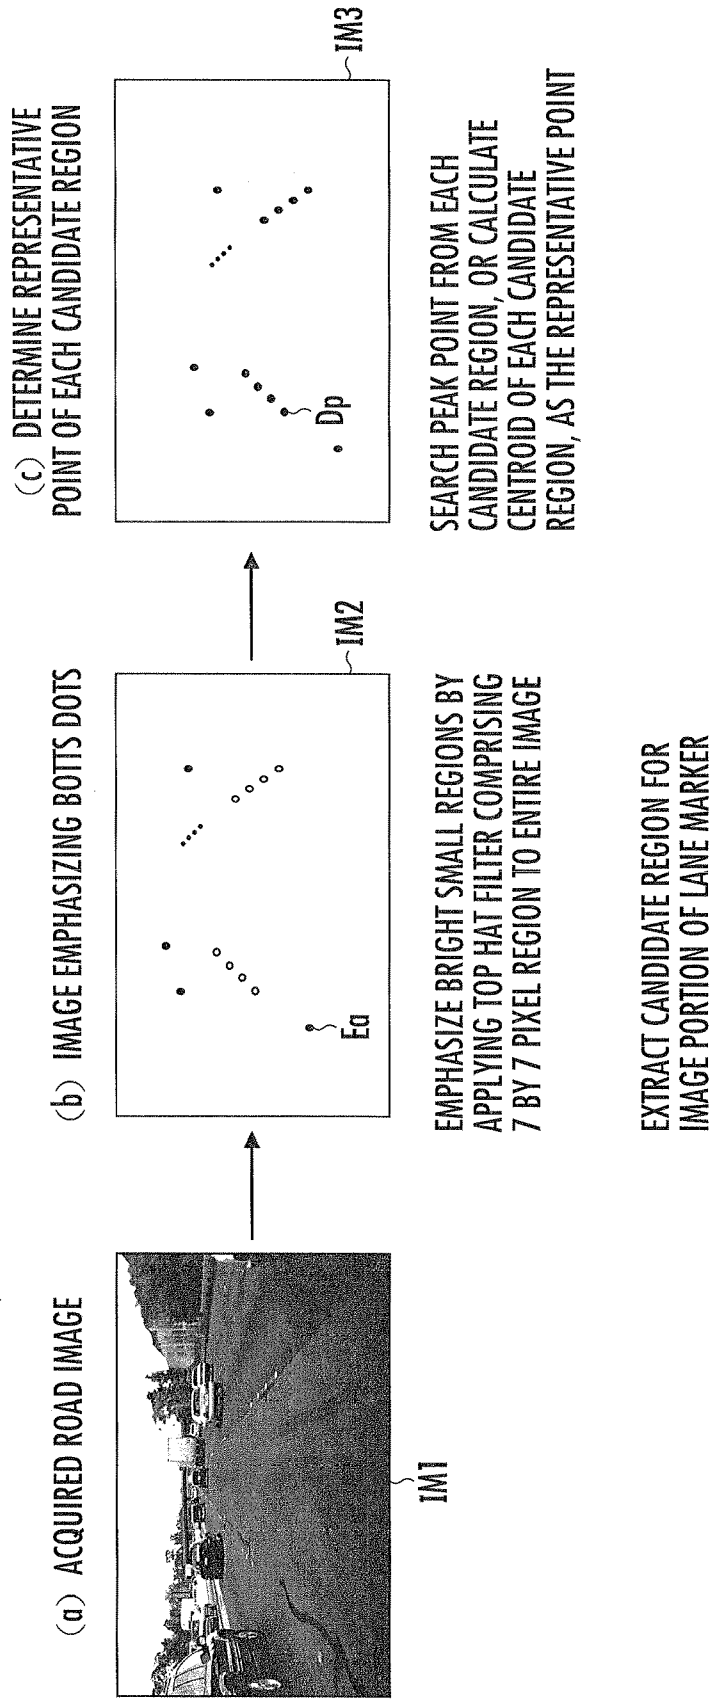 (a) ACQUIRED ROAD IMAGE
IM1
(b) IMAGE EMPHASIZING BOTTS DOTS
IM2
Ea
EMPHASIZE BRIGHT SMALL REGIONS BY
APPLYING TOP HAT FILTER COMPRISING
7 BY 7 PIXEL REGION TO ENTIRE IMAGE
EXTRACT CANDIDATE REGION FOR
IMAGE PORTION OF LANE MARKER
(c) DETERMINE REPRESENTATIVE
POINT OF EACH CANDIDATE REGION
IM3
Dp
SEARCH PEAK POINT FROM EACH
CANDIDATE REGION, OR CALCULATE
CENTROID OF EACH CANDIDATE
REGION, AS THE REPRESENTATIVE POINT